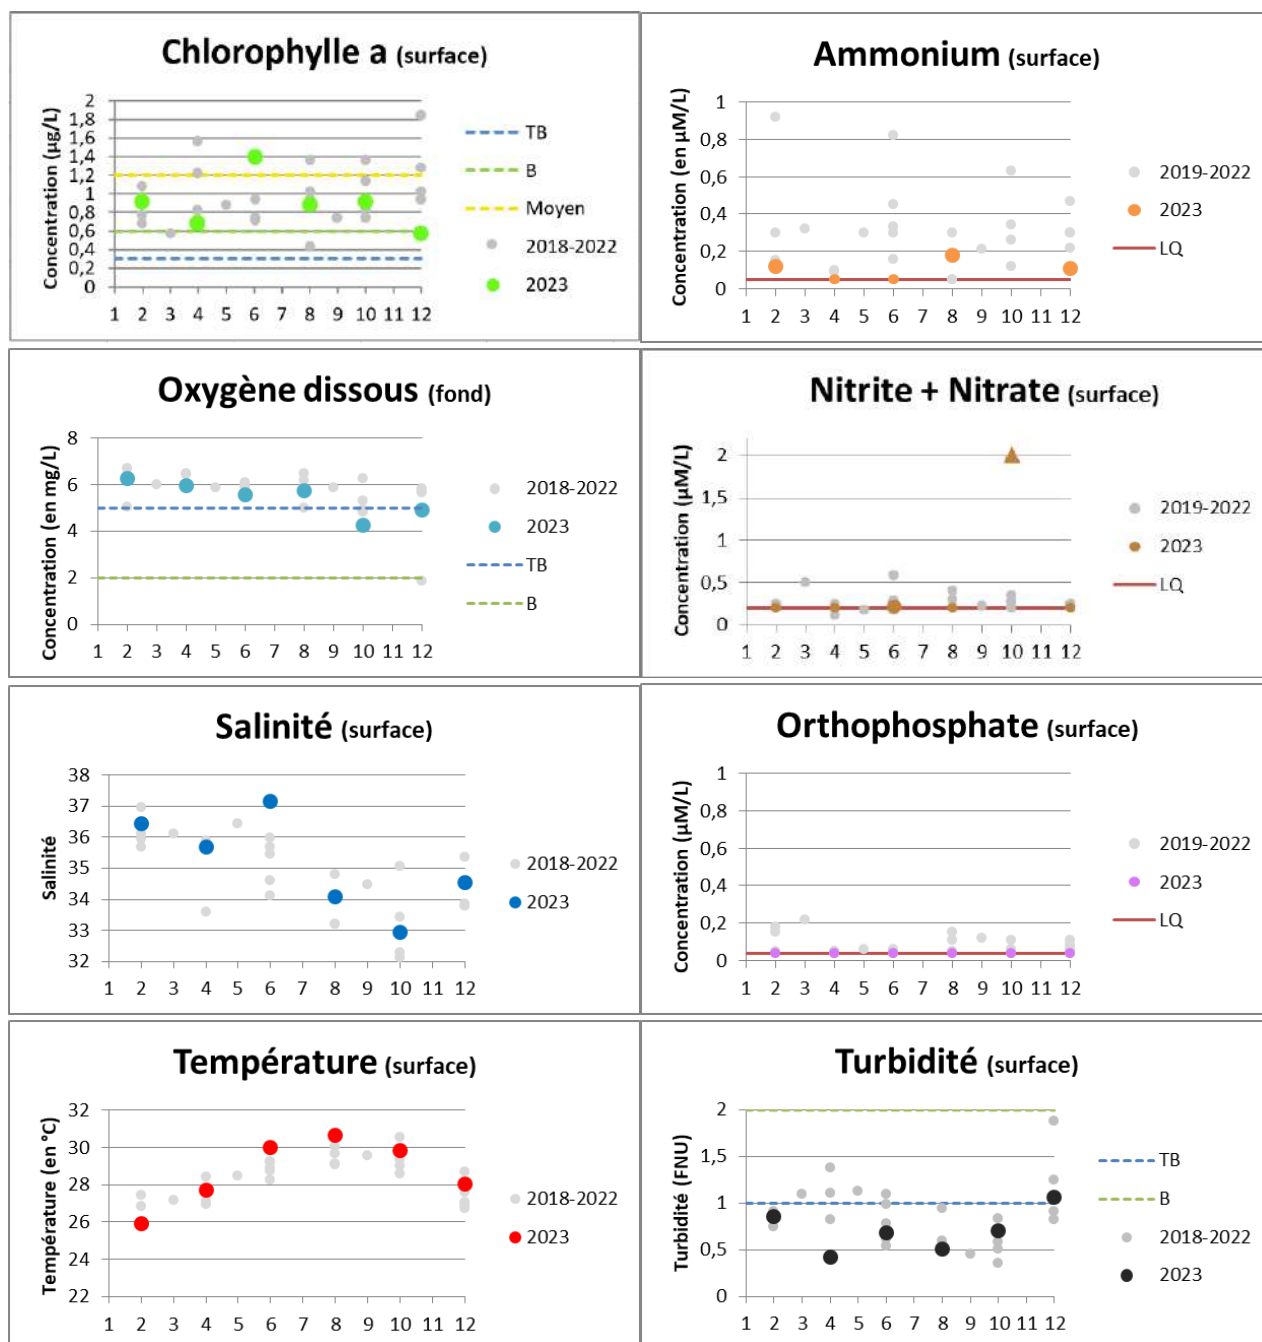 Chlorophylle a (surface)
Concentration (µg/L)
2
1,8
1,6
1,4
1,2
1
0,8
0,6
0,4
0,2
0
1 2 3 4 5 6 7 8 9 10 11 12
TB
B
Moyen
2018-2022
2023
Ammonium (surface)
Concentration (en µM/L)
1
0,8
0,6
0,4
0,2
0
1 2 3 4 5 6 7 8 9 10 11 12
2019-2022
2023
LQ
Oxygène dissous (fond)
Concentration (en mg/L)
8
6
4
2
0
1 2 3 4 5 6 7 8 9 10 11 12
2018-2022
2023
TB
B
Nitrite + Nitrate (surface)
Concentration (µM/L)
2
1,5
1
0,5
0
1 2 3 4 5 6 7 8 9 10 11 12
2019-2022
2023
LQ
Salinité (surface)
Salinité
38
37
36
35
34
33
32
1 2 3 4 5 6 7 8 9 10 11 12
2018-2022
2023
Orthophosphate (surface)
Concentration (µM/L)
1
0,8
0,6
0,4
0,2
0
1 2 3 4 5 6 7 8 9 10 11 12
2019-2022
2023
LQ
Température (surface)
Température (en °C)
32
30
28
26
24
22
1 2 3 4 5 6 7 8 9 10 11 12
2018-2022
2023
Turbidité (surface)
Turbidité (FNU)
2
1,5
1
0,5
0
1 2 3 4 5 6 7 8 9 10 11 12
TB
B
2018-2022
2023